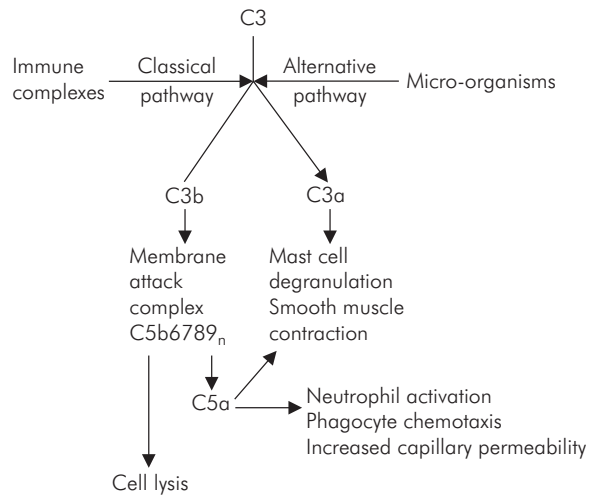 C3
Immune
complexes
Classical
pathway
Alternative
pathway
Micro-organisms
C3b
C3a
Membrane
attack
complex
C5b6789n
Mast cell
degranulation
Smooth muscle
contraction
C5a
Neutrophil activation
Phagocyte chemotaxis
Increased capillary permeability
Cell lysis